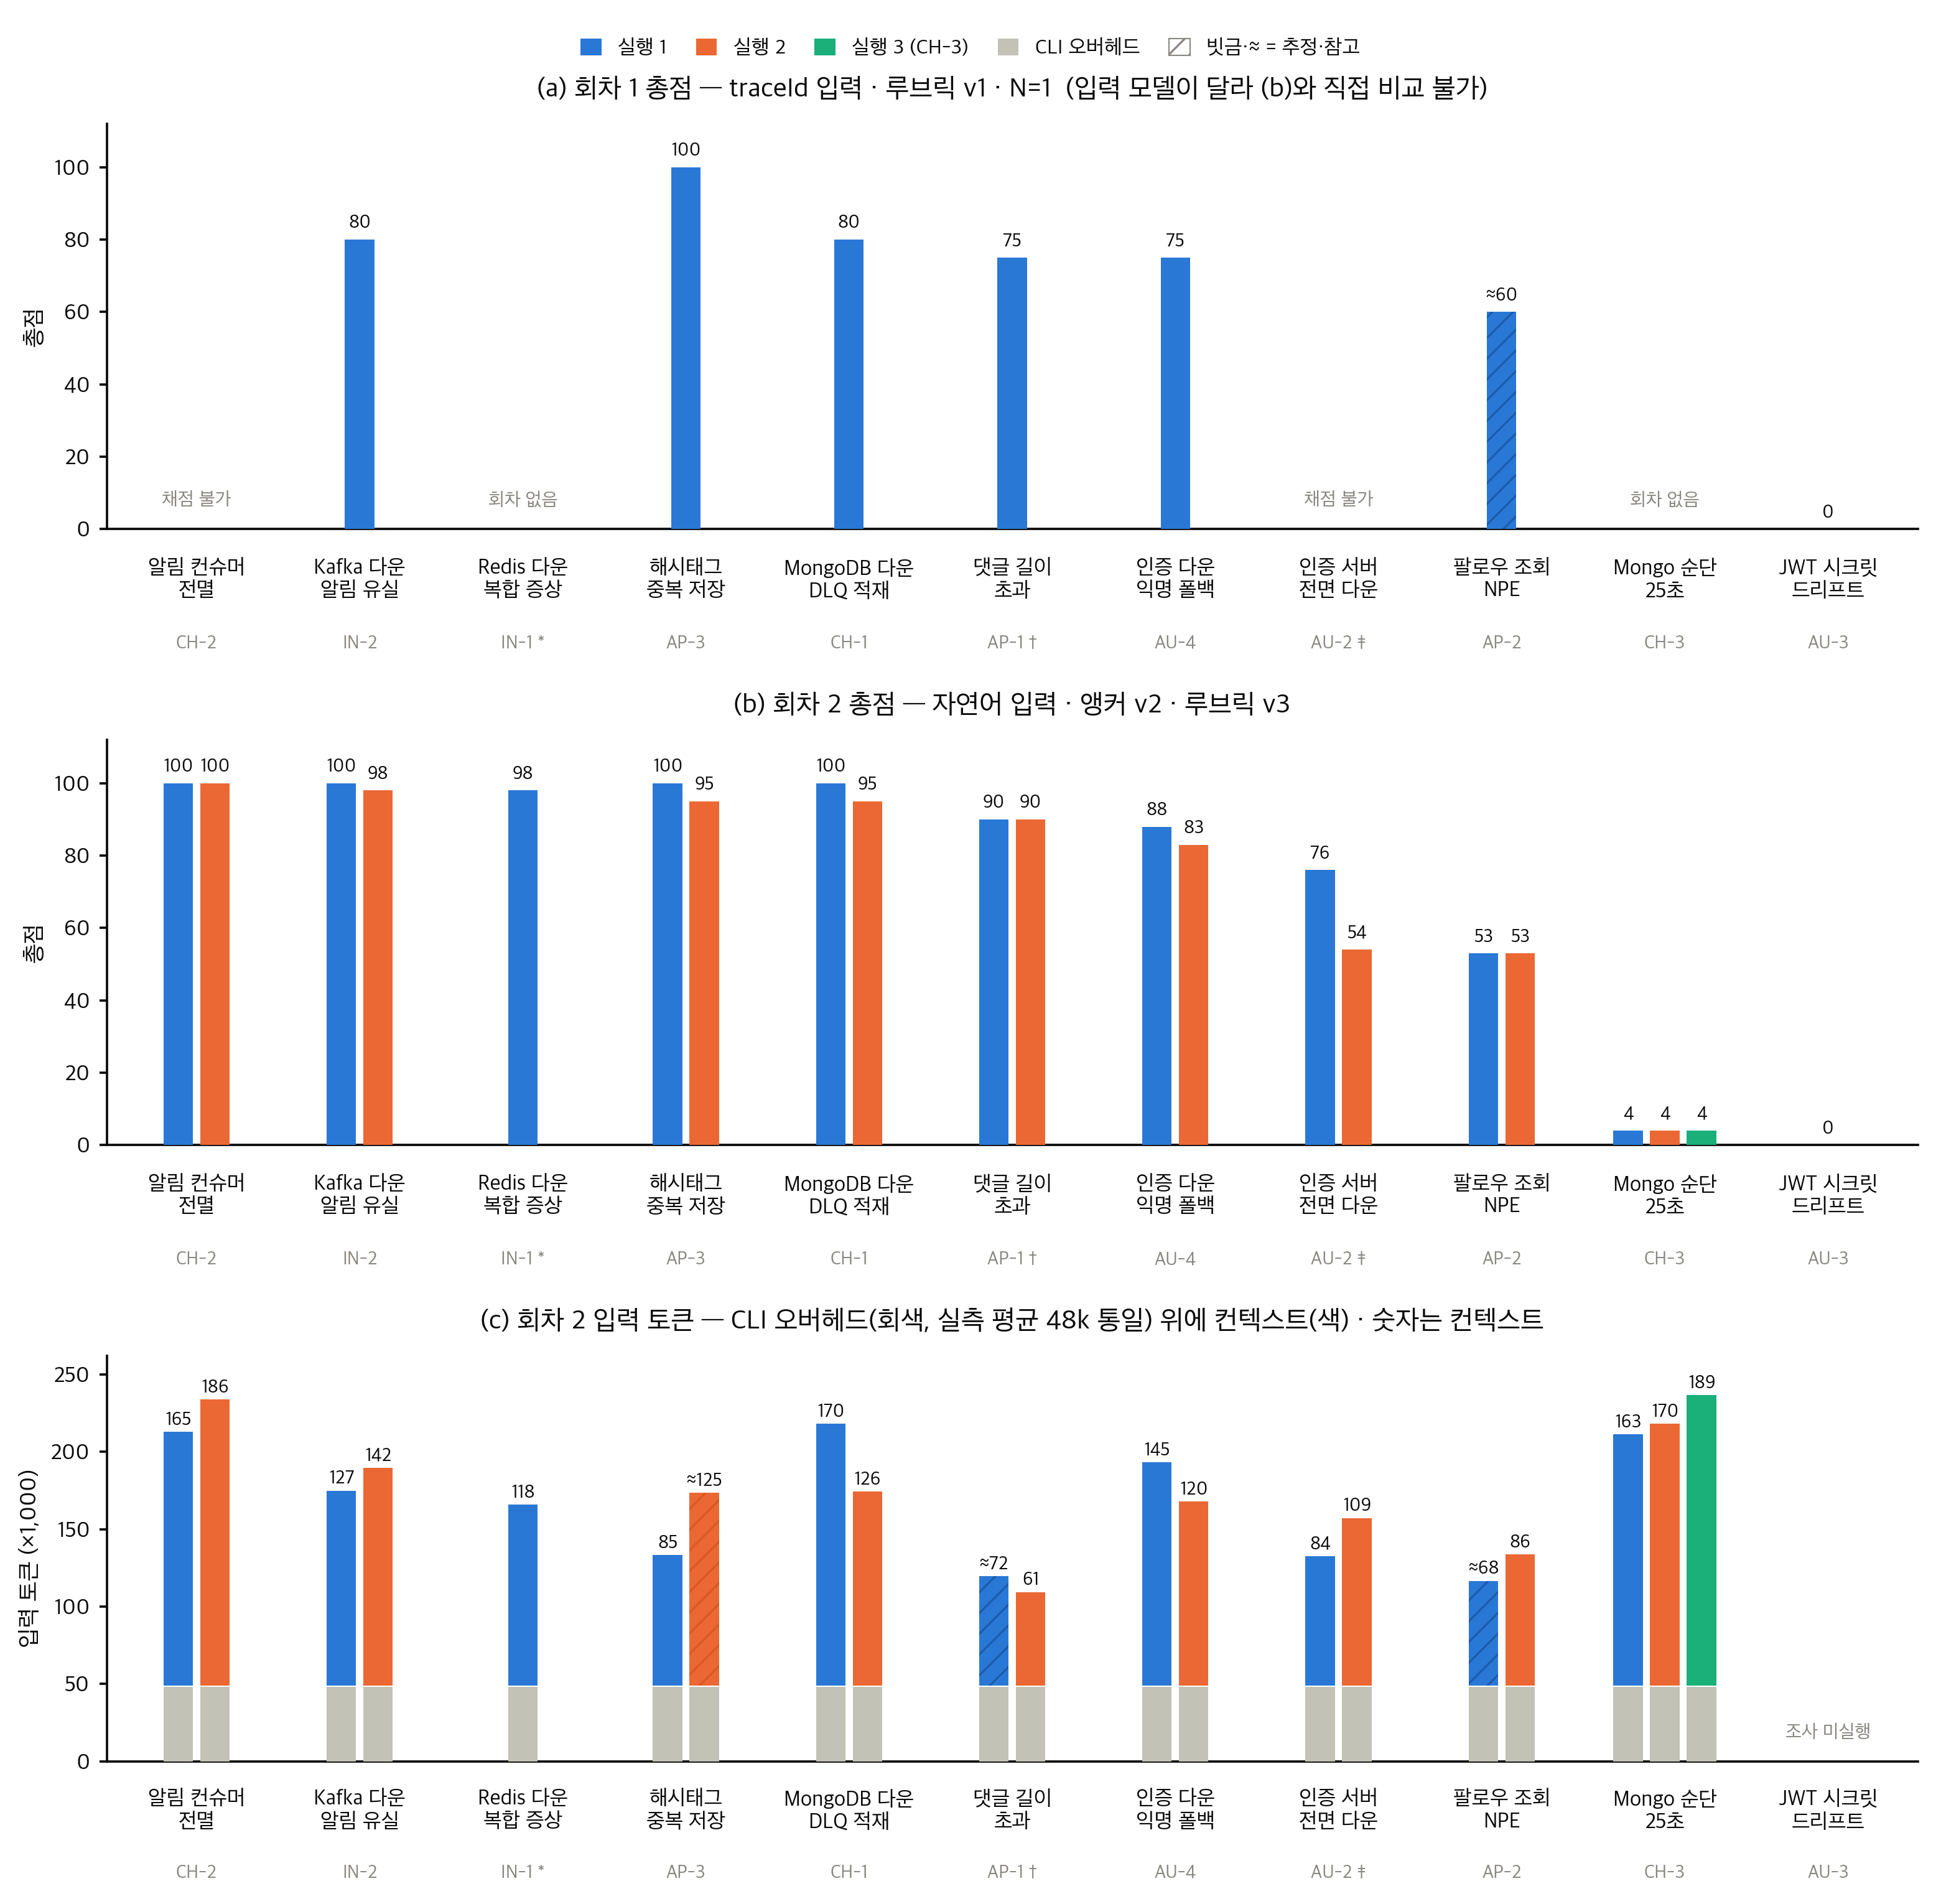 실행 1 실행 2 실행 3 (CH-3) CLI 오버헤드 빗금·≈ = 추정·참고
(a) 회차 1 총점 — traceId 입력 · 루브릭 v1 · N=1 (입력 모델이 달라 (b)와 직접 비교 불가)
총점
100
80
60
40
20
0
채점 불가
80
회차 없음
100
80
75
75
채점 불가
≈60
회차 없음
0
알림 컨슈머 Kafka 다운 Redis 다운 해시태그 MongoDB 다운 댓글 길이 인증 다운 인증 서버 팔로우 조회 Mongo 순단 JWT 시크릿
전멸 알림 유실 복합 증상 중복 저장 DLQ 적재 초과 익명 폴백 전면 다운 NPE 25초 드리프트
CH-2 IN-2 IN-1 * AP-3 CH-1 AP-1 † AU-4 AU-2 ‡ AP-2 CH-3 AU-3
(b) 회차 2 총점 — 자연어 입력 · 앵커 v2 · 루브릭 v3
총점
100
80
60
40
20
0
100 100
100 98
98
100 95
100 95
90 90
88 83
76 54
53 53
4 4 4
0
알림 컨슈머 Kafka 다운 Redis 다운 해시태그 MongoDB 다운 댓글 길이 인증 다운 인증 서버 팔로우 조회 Mongo 순단 JWT 시크릿
전멸 알림 유실 복합 증상 중복 저장 DLQ 적재 초과 익명 폴백 전면 다운 NPE 25초 드리프트
CH-2 IN-2 IN-1 * AP-3 CH-1 AP-1 † AU-4 AU-2 ‡ AP-2 CH-3 AU-3
(c) 회차 2 입력 토큰 — CLI 오버헤드(회색, 실측 평균 48k 통일) 위에 컨텍스트(색) · 숫자는 컨텍스트
입력 토큰 (×1,000)
250
200
150
100
50
0
165 186
127 142
118
85 ≈125
170 126
≈72 61
145 120
84 109
≈68 86
163 170 189
조사 미실행
알림 컨슈머 Kafka 다운 Redis 다운 해시태그 MongoDB 다운 댓글 길이 인증 다운 인증 서버 팔로우 조회 Mongo 순단 JWT 시크릿
전멸 알림 유실 복합 증상 중복 저장 DLQ 적재 초과 익명 폴백 전면 다운 NPE 25초 드리프트
CH-2 IN-2 IN-1 * AP-3 CH-1 AP-1 † AU-4 AU-2 ‡ AP-2 CH-3 AU-3